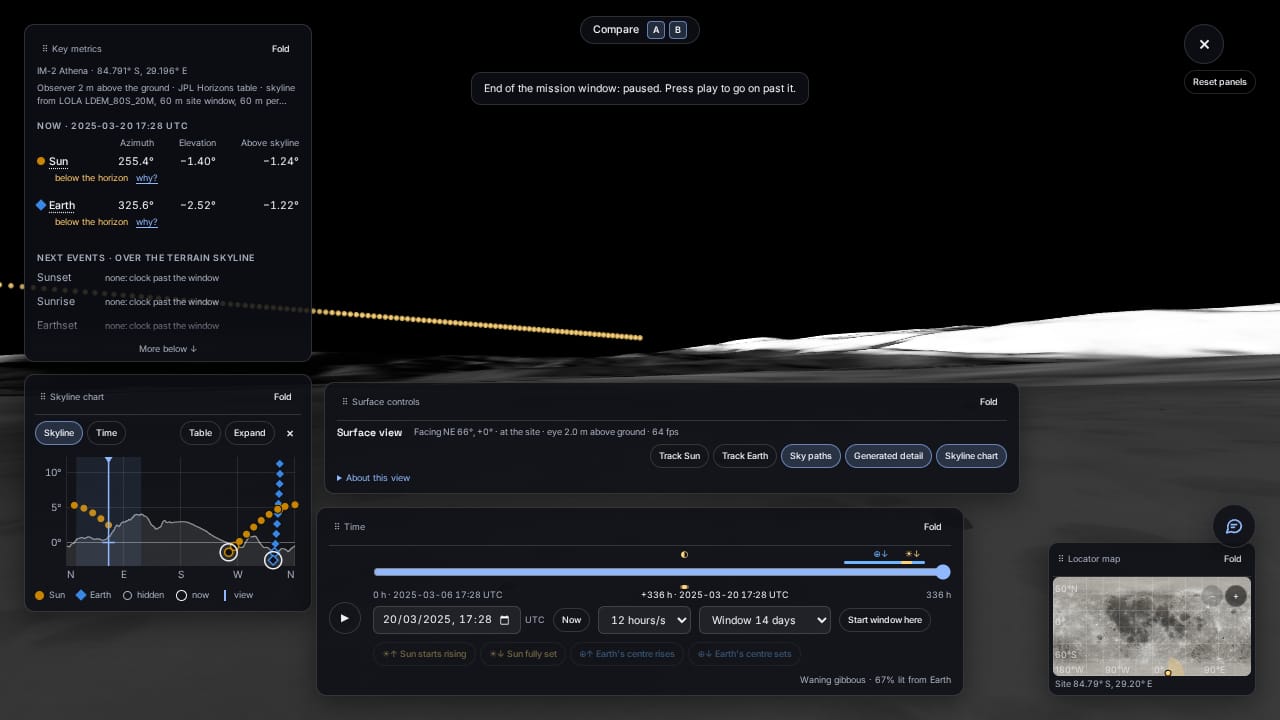 Compare A B
Key metrics Fold
IM-2 Athena · 84.791° S, 29.196° E
Observer 2 m above the ground · JPL Horizons table · skyline
from LOLA LDEM_80S_20M, 60 m site window, 60 m per...
NOW · 2025-03-20 17:28 UTC
Azimuth Elevation Above skyline
Sun 255.4° −1.40° −1.24°
below the horizon why?
Earth 325.6° −2.52° −1.22°
below the horizon why?
NEXT EVENTS · OVER THE TERRAIN SKYLINE
Sunset none: clock past the window
Sunrise none: clock past the window
Earthset none: clock past the window
More below ↓
End of the mission window: paused. Press play to go on past it.
×
Reset panels
Skyline chart Fold
Skyline Time Table Expand ×
10°
5°
0°
N E S W N
Sun Earth hidden now view
Surface controls Fold
Surface view Facing NE 66°, +0° · at the site · eye 2.0 m above ground · 64 fps
Track Sun Track Earth Sky paths Generated detail Skyline chart
About this view
Time Fold
0 h · 2025-03-06 17:28 UTC +336 h · 2025-03-20 17:28 UTC 336 h
20/03/2025, 17:28 UTC Now 12 hours/s Window 14 days Start window here
☀↑ Sun starts rising ☀↓ Sun fully set ⊕↑ Earth's centre rises ⊕↓ Earth's centre sets
Waning gibbous · 67% lit from Earth
Locator map Fold
60°N
− +
0°
60°S
180°W 90°W 0° 90°E
Site 84.79° S, 29.20° E